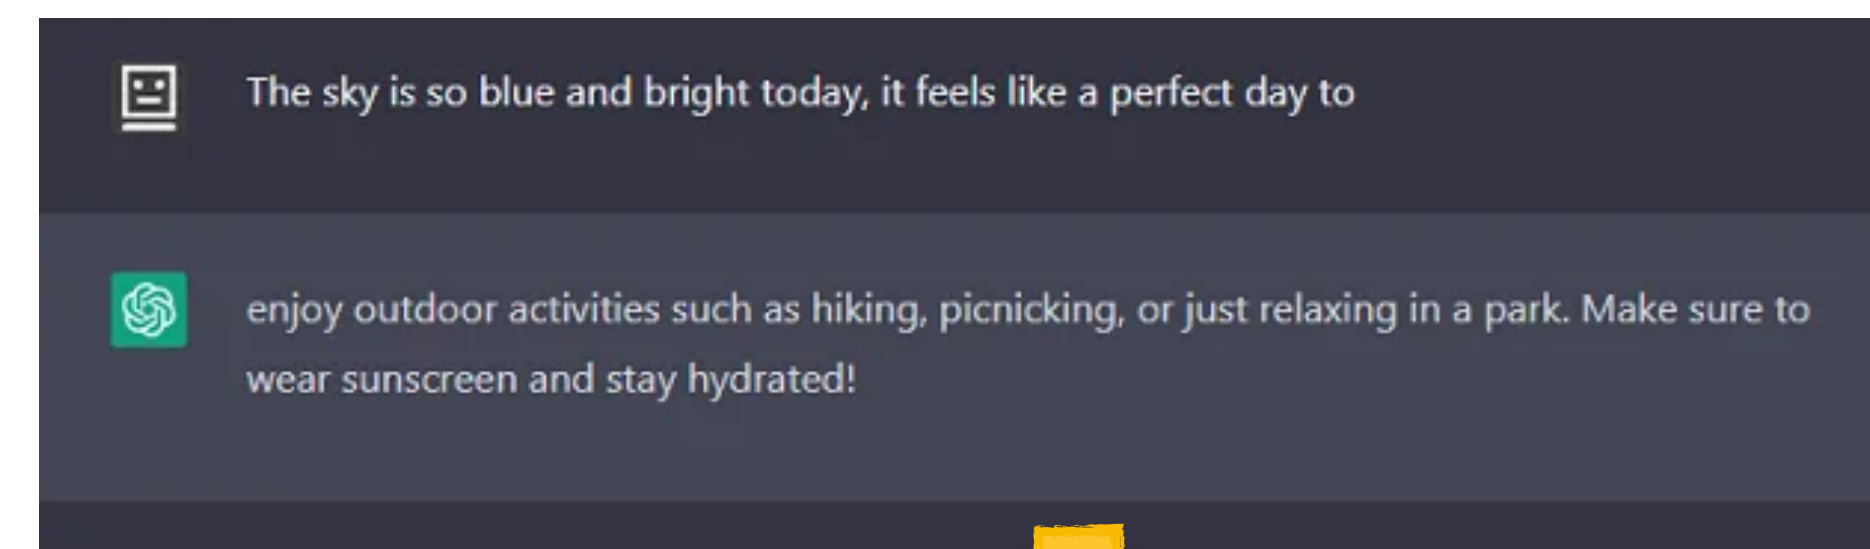 The sky is so blue and bright today, it feels like a perfect day to
enjoy outdoor activities such as hiking, picnicking, or just relaxing in a park. Make sure to
wear sunscreen and stay hydrated!